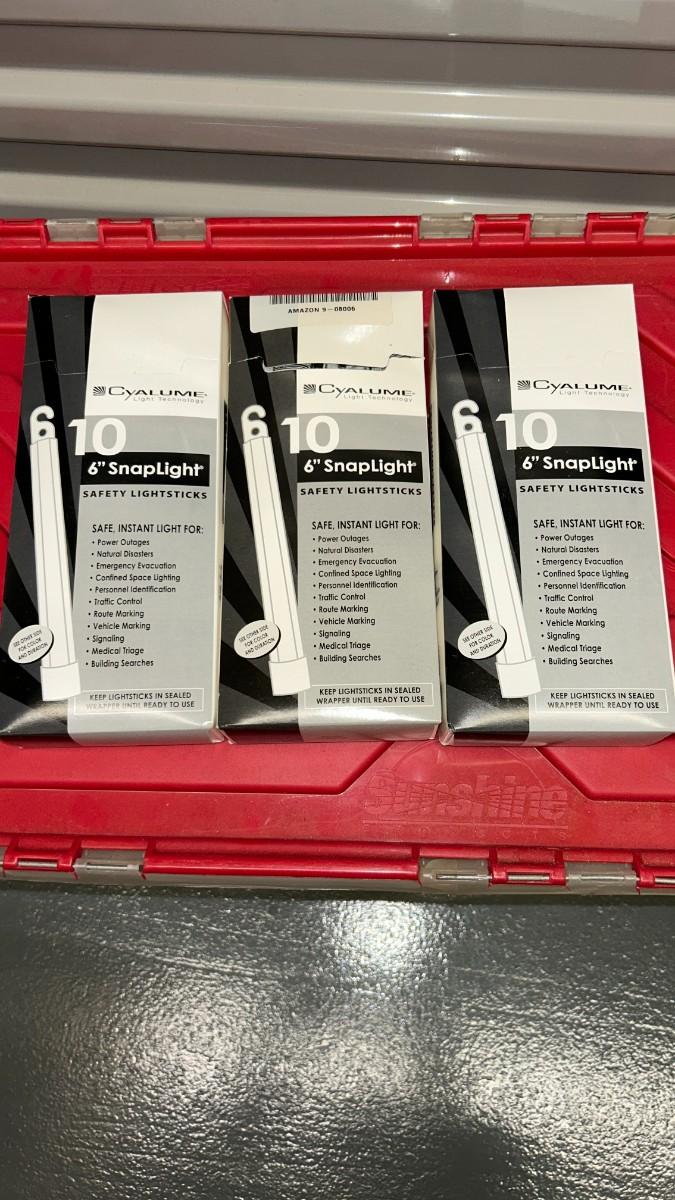 CYALUME
Light Technology
10
6" SnapLight®
SAFETY LIGHTSTICKS
SAFE, INSTANT LIGHT FOR:
• Power Outages
• Natural Disasters
• Emergency Evacuation
• Confined Space Lighting
• Personnel Identification
• Traffic Control
• Route Marking
• Vehicle Marking
• Signaling
• Medical Triage
• Building Searches
SEE OTHER SIDE
FOR COLOR
AND DURATION
KEEP LIGHTSTICKS IN SEALED
WRAPPER UNTIL READY TO USE
AMAZON 9-08006
CYALUME
Light Technology
10
6" SnapLight®
SAFETY LIGHTSTICKS
SAFE, INSTANT LIGHT FOR:
• Power Outages
• Natural Disasters
• Emergency Evacuation
• Confined Space Lighting
• Personnel Identification
• Traffic Control
• Route Marking
• Vehicle Marking
• Signaling
• Medical Triage
• Building Searches
SEE OTHER SIDE
FOR COLOR
AND DURATION
KEEP LIGHTSTICKS IN SEALED
WRAPPER UNTIL READY TO USE
CYALUME
Light Technology
10
6" SnapLight®
SAFETY LIGHTSTICKS
SAFE, INSTANT LIGHT FOR:
• Power Outages
• Natural Disasters
• Emergency Evacuation
• Confined Space Lighting
• Personnel Identification
• Traffic Control
• Route Marking
• Vehicle Marking
• Signaling
• Medical Triage
• Building Searches
SEE OTHER SIDE
FOR COLOR
AND DURATION
KEEP LIGHTSTICKS IN SEALED
WRAPPER UNTIL READY TO USE
Sunshine